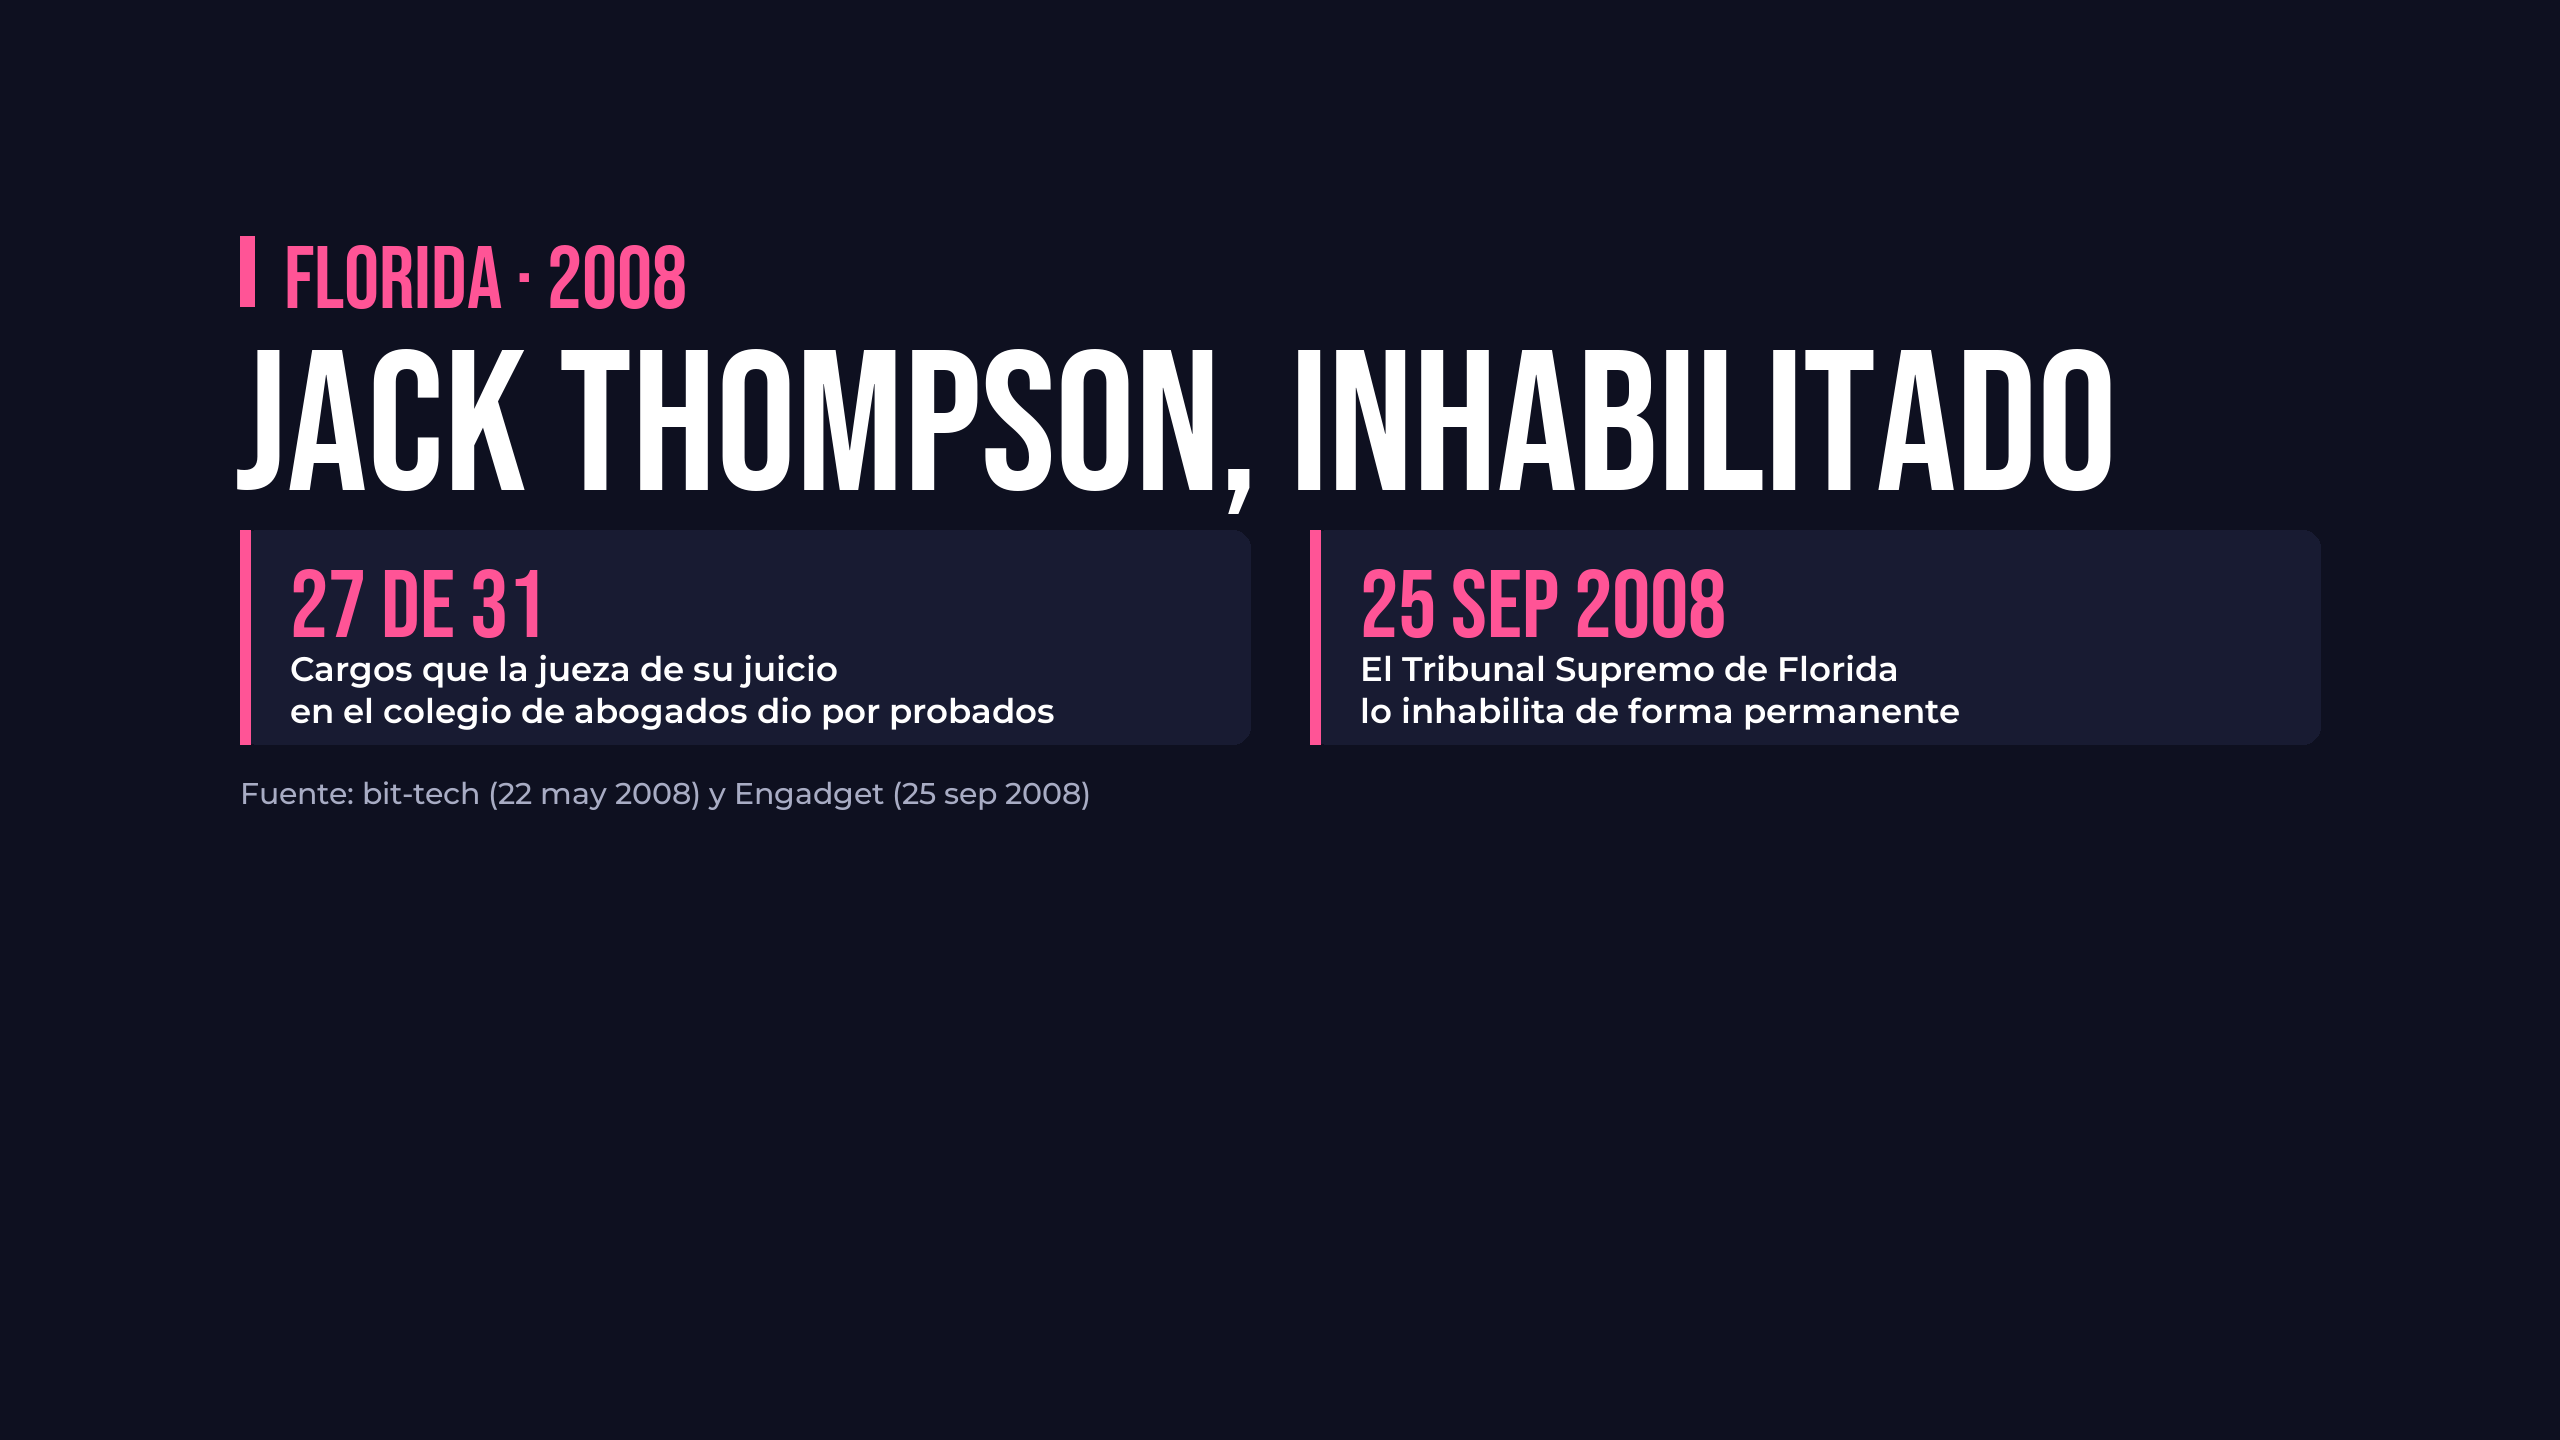 FLORIDA · 2008
JACK THOMPSON, INHABILITADO
27 DE 31
Cargos que la jueza de su juicio
en el colegio de abogados dio por probados
25 SEP 2008
El Tribunal Supremo de Florida
lo inhabilita de forma permanente
Fuente: bit-tech (22 may 2008) y Engadget (25 sep 2008)